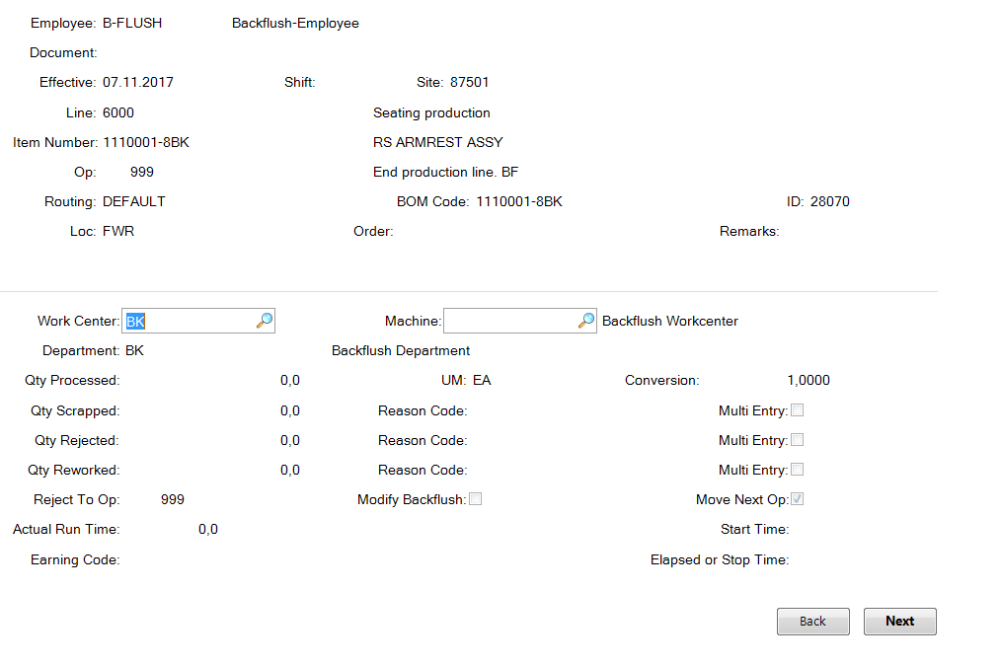 Employee: B-FLUSH Backflush-Employee
Document:
Effective: 07.11.2017 Shift: Site: 87501
Line: 6000 Seating production
Item Number: 1110001-8BK RS ARMREST ASSY
Op: 999 End production line. BF
Routing: DEFAULT BOM Code: 1110001-8BK ID: 28070
Loc: FWR Order: Remarks:
Work Center: BK Machine: Backflush Workcenter
Department: BK Backflush Department
Qty Processed: 0,0 UM: EA Conversion: 1,0000
Qty Scrapped: 0,0 Reason Code: Multi Entry:
Qty Rejected: 0,0 Reason Code: Multi Entry:
Qty Reworked: 0,0 Reason Code: Multi Entry:
Reject To Op: 999 Modify Backflush: Move Next Op:
Actual Run Time: 0,0 Start Time:
Earning Code: Elapsed or Stop Time:
Back Next